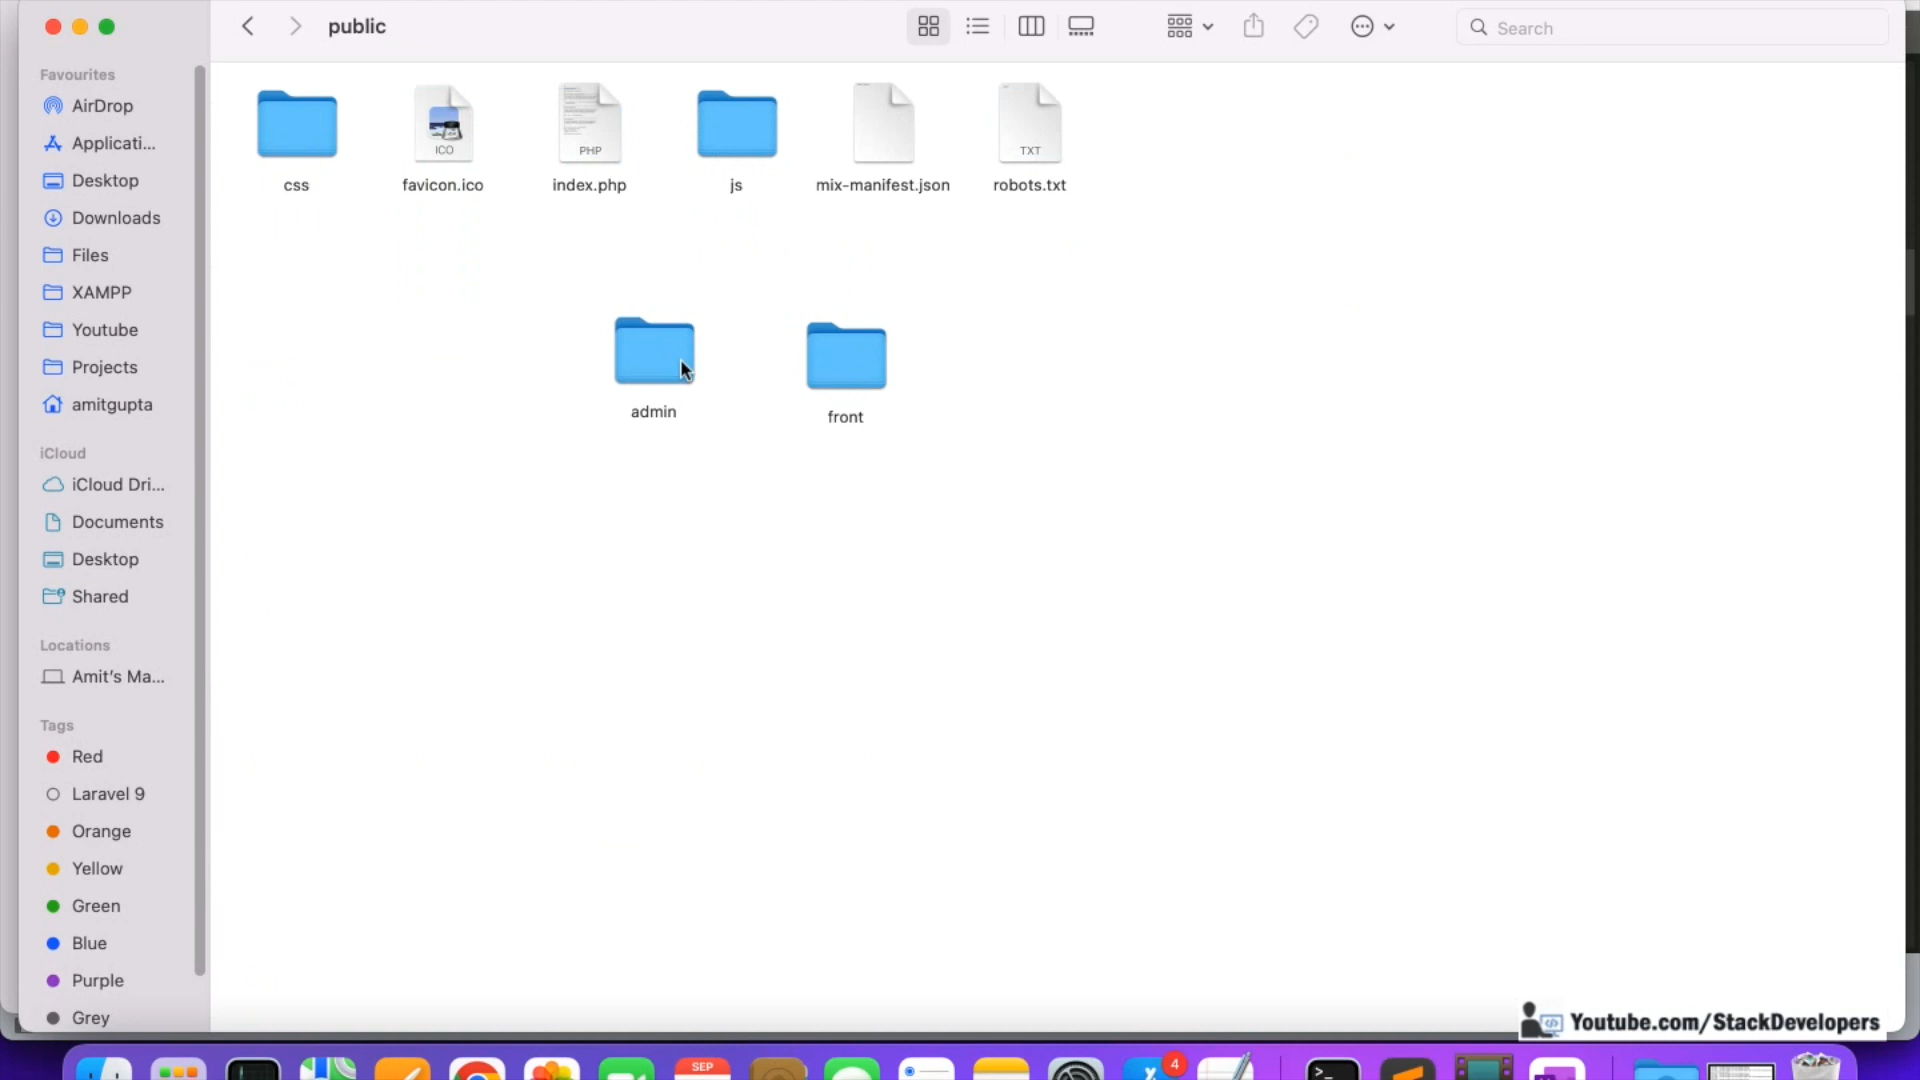 public
Search
Favourites
AirDrop
Applicati...
Desktop
Downloads
Files
XAMPP
Youtube
Projects
amitgupta
iCloud
iCloud Dri...
Documents
Desktop
Shared
Locations
Amit's Ma...
Tags
Red
Laravel 9
Orange
Yellow
Green
Blue
Purple
Grey
ICO
PHP
TXT
css
favicon.ico
index.php
js
mix-manifest.json
robots.txt
admin
front
Youtube.com/StackDevelopers
SEP
4